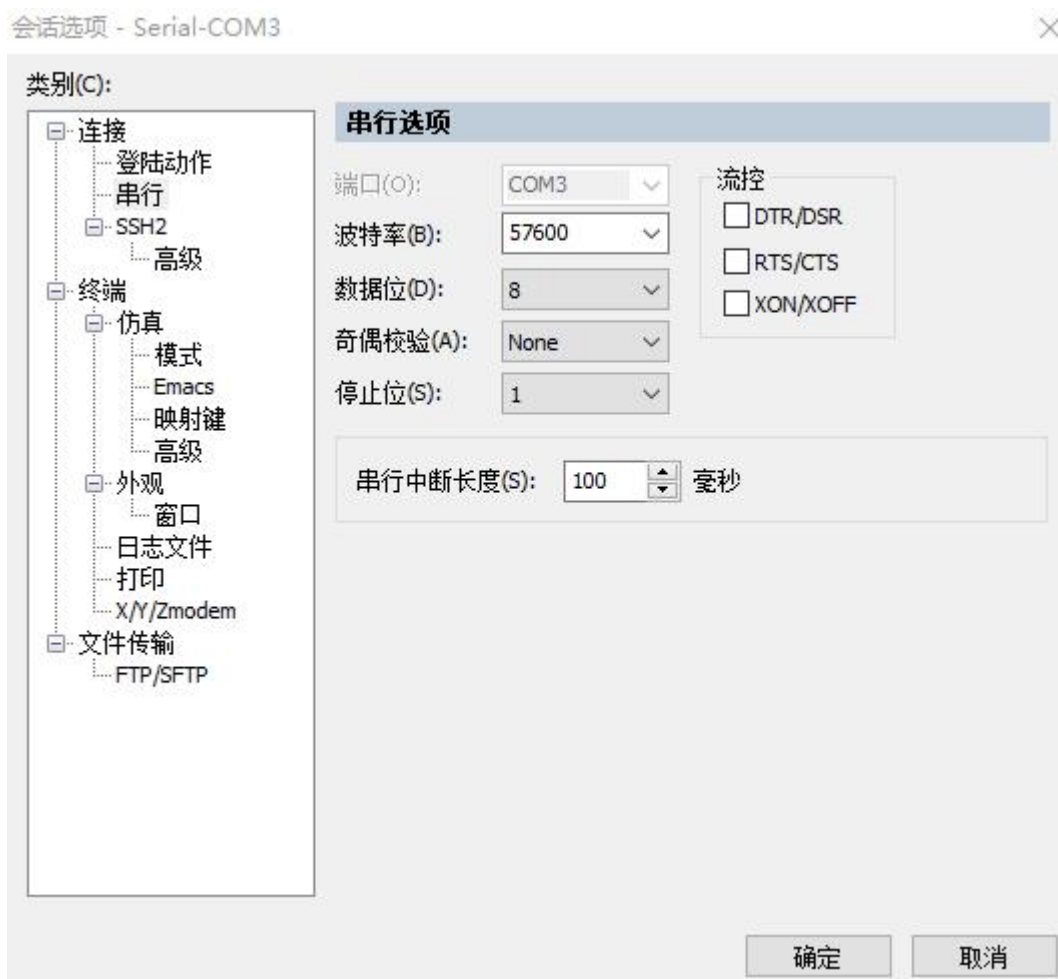 会话选项 - Serial-COM3
类别(C):
连接
登陆动作
串行
SSH2
高级
终端
仿真
模式
Emacs
映射键
高级
外观
窗口
日志文件
打印
X/Y/Zmodem
文件传输
FTP/SFTP
串行选项
端口(O): COM3
波特率(B): 57600
数据位(D): 8
奇偶校验(A): None
停止位(S): 1
流控
DTR/DSR
RTS/CTS
XON/XOFF
串行中断长度(S): 100 毫秒
确定 取消